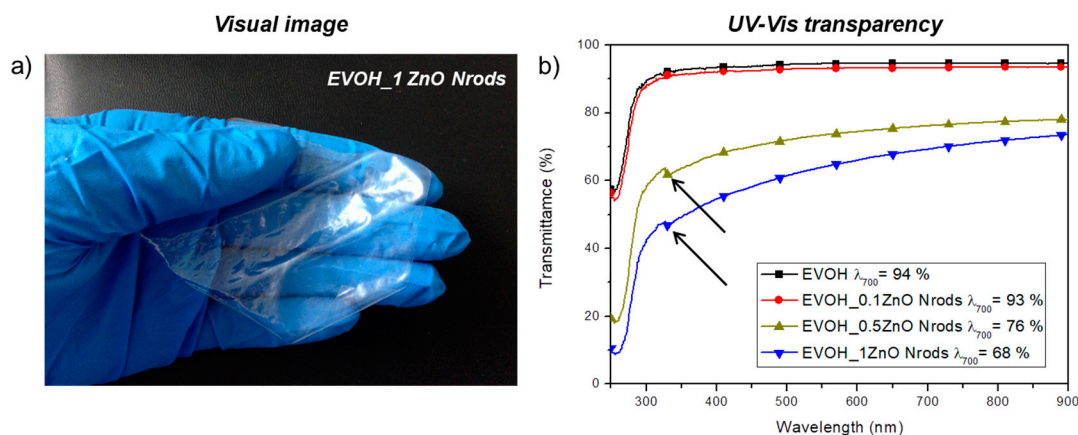 Visual image
UV-Vis transparency
a)
EVOH_1 ZnO Nrods
b)
Transmittamce (%)
100
80
60
40
20
0
300
400
500
600
700
800
900
Wavelength (nm)
EVOH λ700= 94 %
EVOH_0.1ZnO Nrods λ700= 93 %
EVOH_0.5ZnO Nrods λ700= 76 %
EVOH_1ZnO Nrods λ700= 68 %